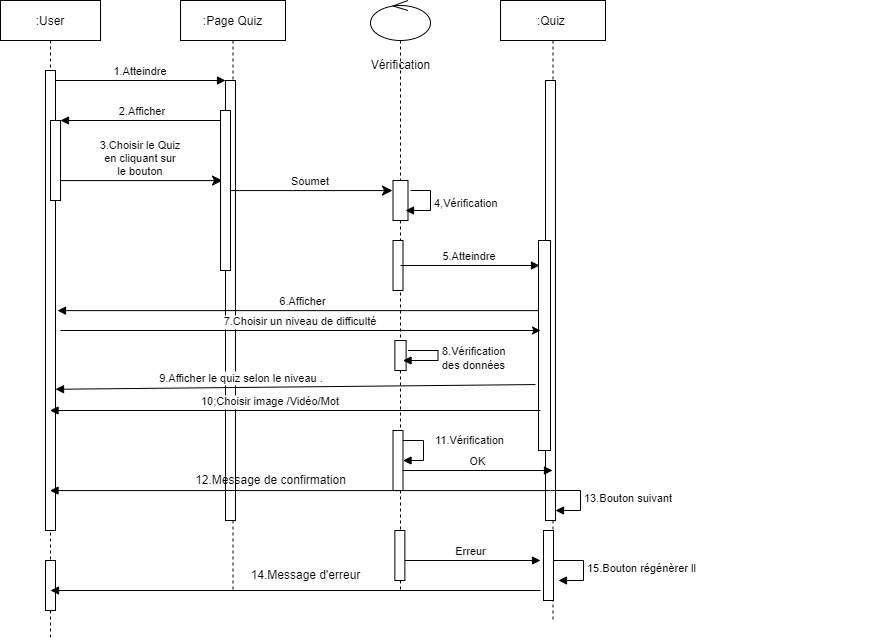 :User
:Page Quiz
:Quiz
Vérification
1.Atteindre
2.Afficher
3.Choisir le Quiz
en cliquant sur
le bouton
Soumet
4,Vérification
5.Atteindre
6.Afficher
7.Choisir un niveau de difficulté
8.Vérification
des données
9.Afficher le quiz selon le niveau .
10;Choisir image /Vidéo/Mot
11.Vérification
OK
12.Message de confirmation
13.Bouton suivant
Erreur
15.Bouton régénèrer ll
14.Message d'erreur